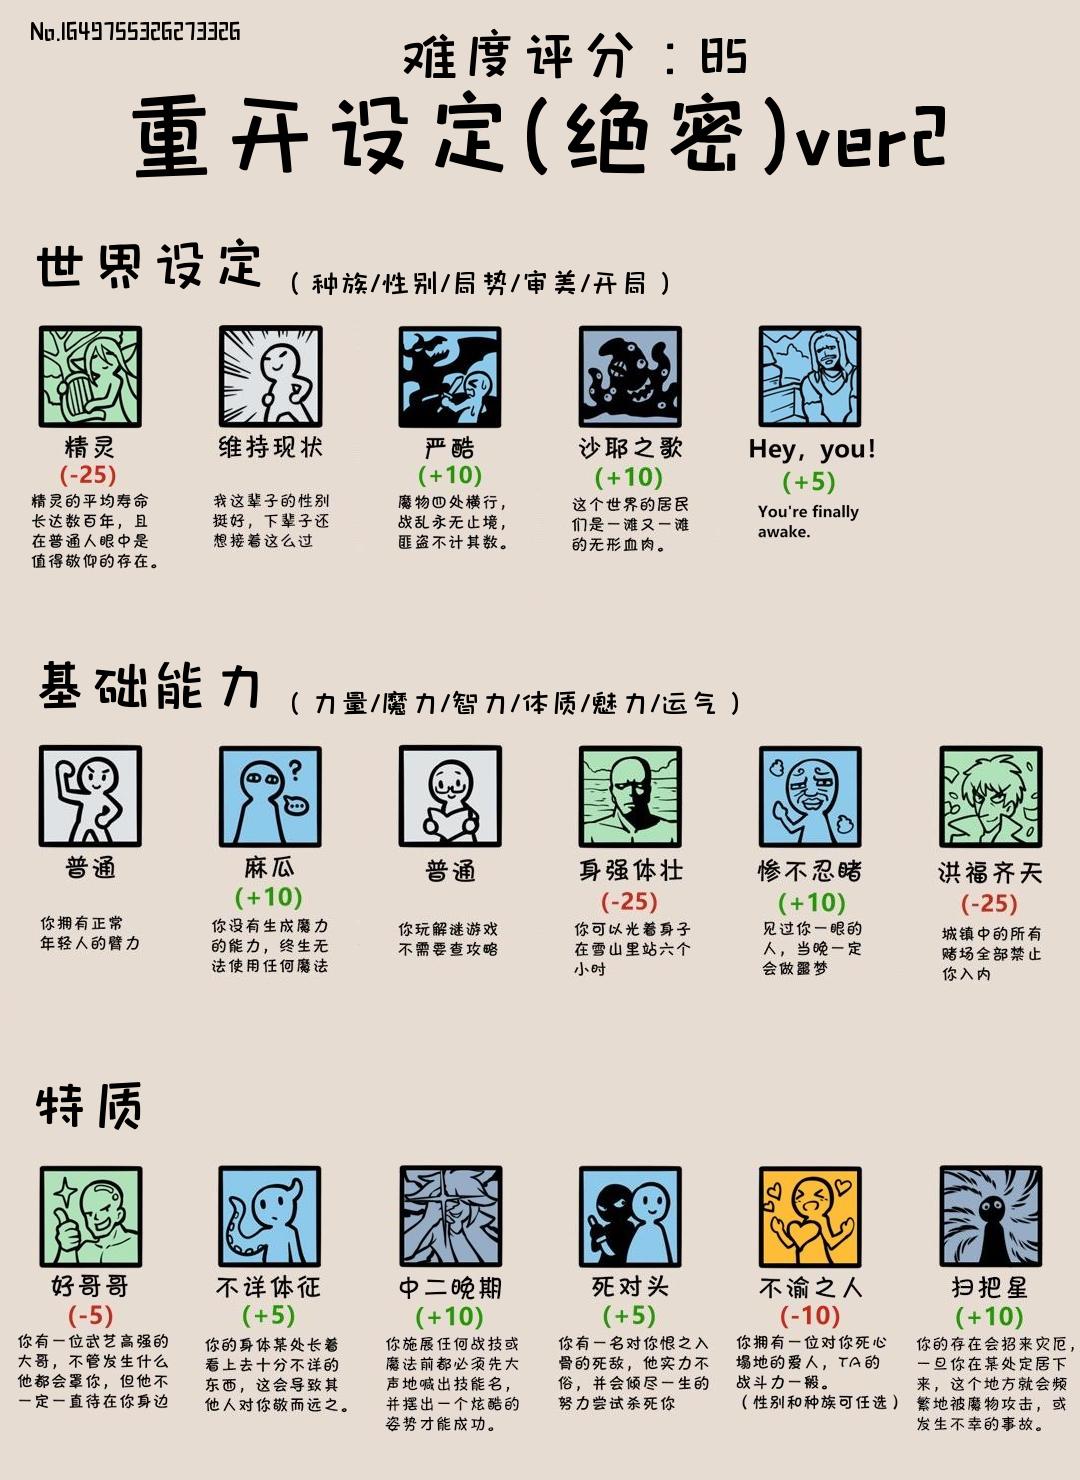 No.1649755326273326
难度评分：85
重开设定(绝密)ver2
世界设定（种族/性别/局势/审美/开局）
精灵
(-25)
精灵的平均寿命
长达数百年，且
在普通人眼中是
值得敬仰的存在。
维持现状
我这辈子的性别
挺好，下辈子还
想接着这么过
严酷
(+10)
魔物四处横行，
战乱永无止境，
匪盗不计其数。
沙耶之歌
(+10)
这个世界的居民
们是一滩又一滩
的无形血肉。
Hey, you!
(+5)
You're finally
awake.
基础能力（力量/魔力/智力/体质/魅力/运气）
普通
你拥有正常
年轻人的臂力
麻瓜
(+10)
你没有生成魔力
的能力，终生无
法使用任何魔法
普通
你玩解谜游戏
不需要查攻略
身强体壮
(-25)
你可以光着身子
在雪山里站六个
小时
惨不忍睹
(+10)
见过你一眼的
人，当晚一定
会做噩梦
洪福齐天
(-25)
城镇中的所有
赌场全部禁止
你入内
特质
好哥哥
(-5)
你有一位武艺高强的
大哥，不管发生什么
他都会罩你，但他不
一定一直待在你身边
不详体征
(+5)
你的身体某处长着
看上去十分不详的
东西，这会导致其
他人对你敬而远之。
中二晚期
(+10)
你施展任何战技或
魔法前都必须先大
声地喊出技能名，
并摆出一个炫酷的
姿势才能成功。
死对头
(+5)
你有一名对你恨之入
骨的死敌，他实力不
俗，并会倾尽一生的
努力尝试杀死你
不渝之人
(-10)
你拥有一位对你死心
塌地的爱人，TA的
战斗力一般。
（性别和种族可任选）
扫把星
(+10)
你的存在会招来灾厄，
一旦你在某处定居下
来，这个地方就会频
繁地被魔物攻击，或
发生不幸的事故。